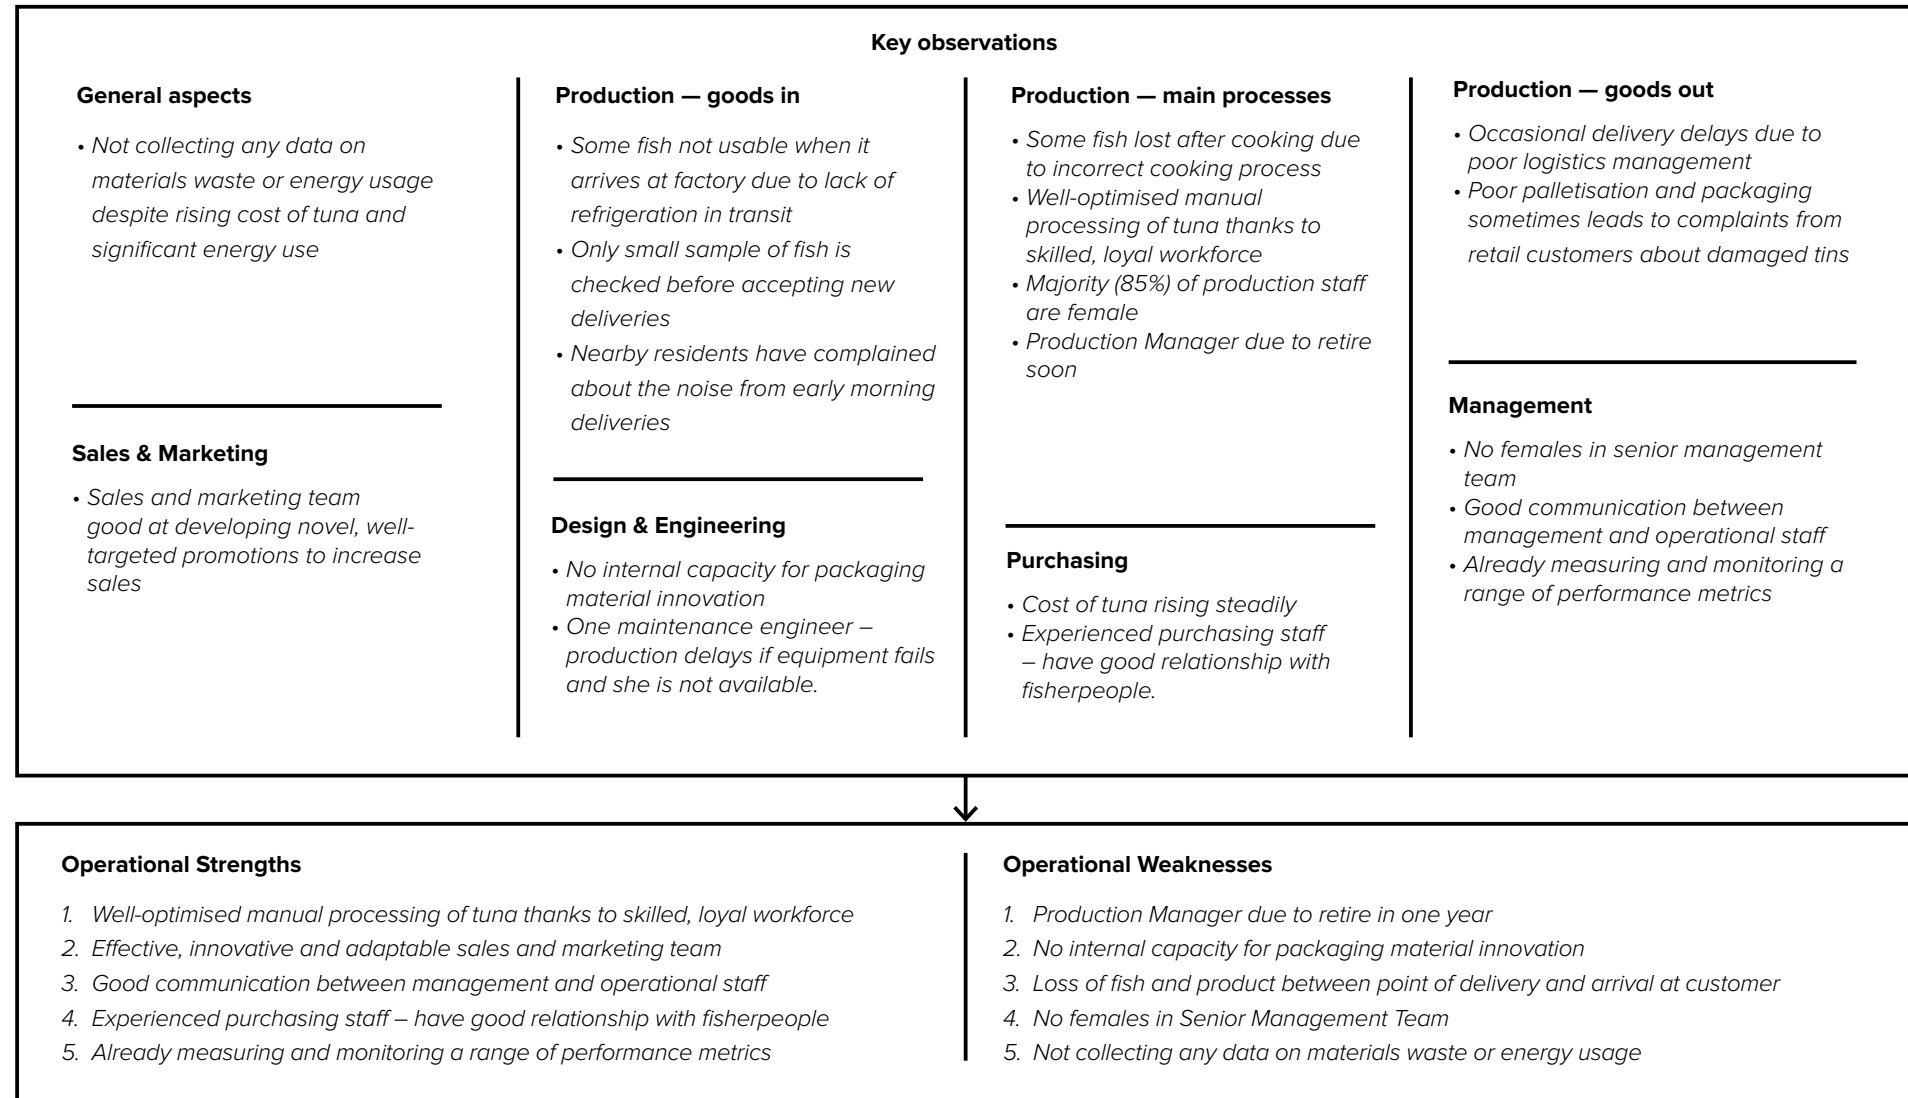 Key observations
General aspects
• Not collecting any data on
materials waste or energy usage
despite rising cost of tuna and
significant energy use
Sales & Marketing
• Sales and marketing team
good at developing novel, well-
targeted promotions to increase
sales
Production — goods in
• Some fish not usable when it
arrives at factory due to lack of
refrigeration in transit
• Only small sample of fish is
checked before accepting new
deliveries
• Nearby residents have complained
about the noise from early morning
deliveries
Design & Engineering
• No internal capacity for packaging
material innovation
• One maintenance engineer –
production delays if equipment fails
and she is not available.
Production — main processes
• Some fish lost after cooking due
to incorrect cooking process
• Well-optimised manual
processing of tuna thanks to
skilled, loyal workforce
• Majority (85%) of production staff
are female
• Production Manager due to retire
soon
Purchasing
• Cost of tuna rising steadily
• Experienced purchasing staff
– have good relationship with
fisherpeople.
Production — goods out
• Occasional delivery delays due to
poor logistics management
• Poor palletisation and packaging
sometimes leads to complaints from
retail customers about damaged tins
Management
• No females in senior management
team
• Good communication between
management and operational staff
• Already measuring and monitoring a
range of performance metrics
Operational Strengths
1. Well-optimised manual processing of tuna thanks to skilled, loyal workforce
2. Effective, innovative and adaptable sales and marketing team
3. Good communication between management and operational staff
4. Experienced purchasing staff – have good relationship with fisherpeople
5. Already measuring and monitoring a range of performance metrics
Operational Weaknesses
1. Production Manager due to retire in one year
2. No internal capacity for packaging material innovation
3. Loss of fish and product between point of delivery and arrival at customer
4. No females in Senior Management Team
5. Not collecting any data on materials waste or energy usage